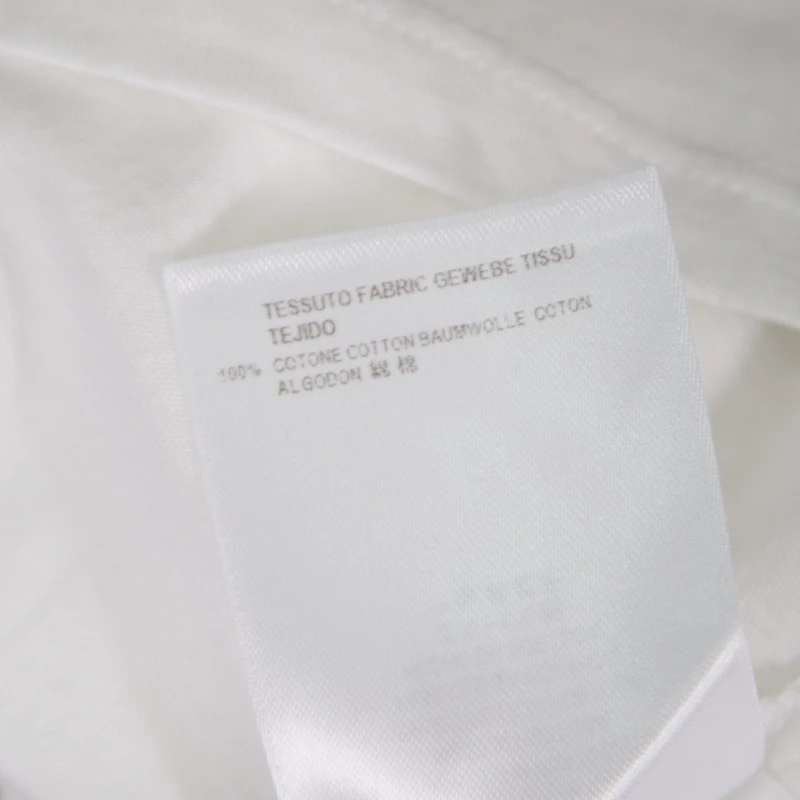 TESSUTO FABRIC GEWEBE TISSU
TEJIDO
100% COTONE COTTON BAUMWOLLE COTON
ALGODON 綿 棉